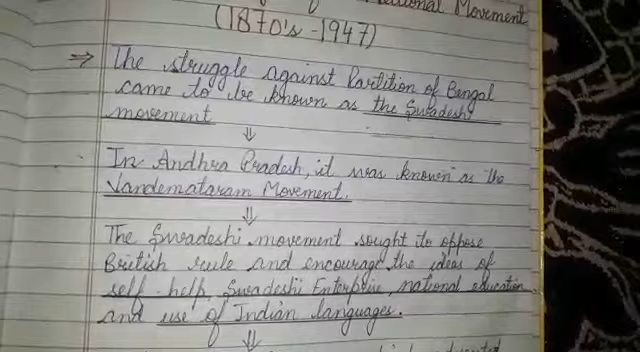 National Movement
(1870's -1947)
⇒ The struggle against Partition of Bengal
came to be known as the Swadeshi
movement
⇓
In Andhra Pradesh, it was known as the
Vandemataram Movement.
⇓
The Swadeshi movement sought to oppose
British rule and encourage the ideas of
self-help, Swadeshi Enterprise, national education
and use of Indian languages.
⇓